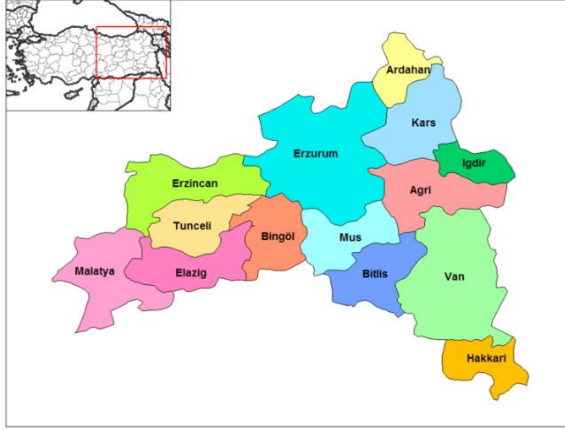 Ardahan
Kars
Erzurum
Igdir
Erzincan
Agri
Tunceli
Bingöl
Mus
Malatya
Elazig
Bitlis
Van
Hakkari